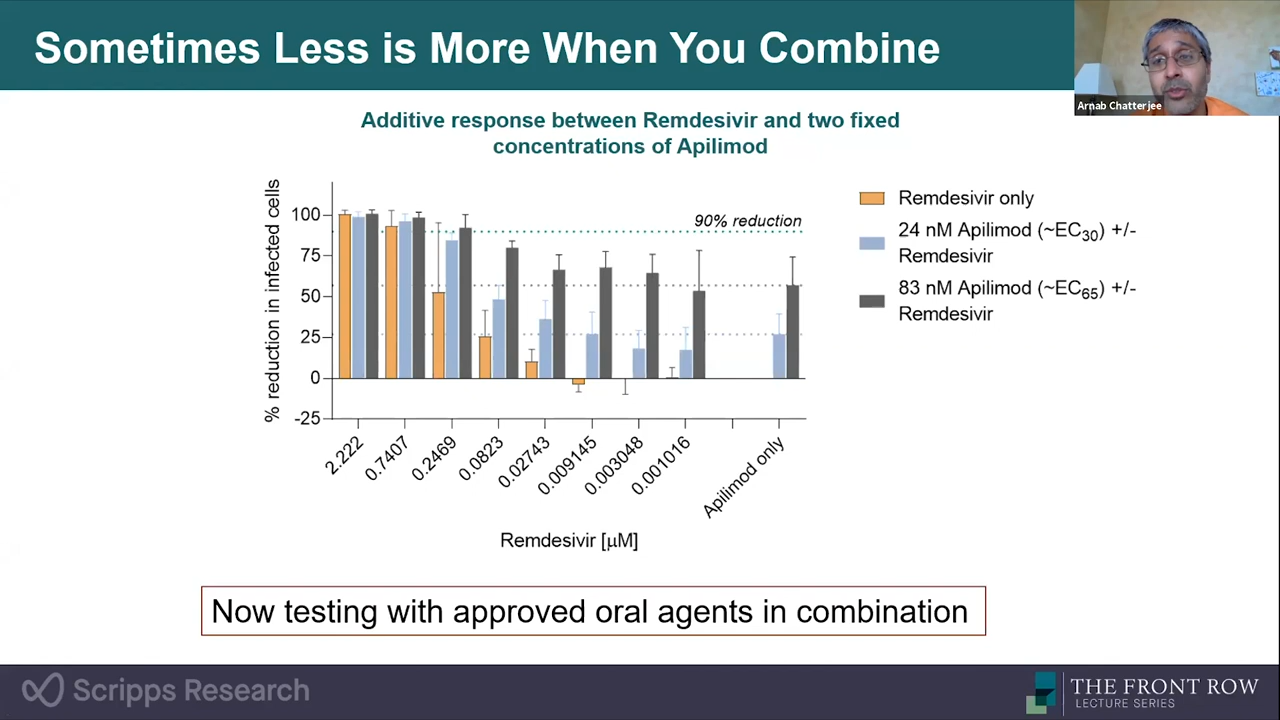 Sometimes Less is More When You Combine
Arnab Chatterjee
Additive response between Remdesivir and two fixed
concentrations of Apilimod
% reduction in infected cells
100
75
50
25
0
-25
90% reduction
2.222
0.7407
0.2469
0.0823
0.02743
0.009145
0.003048
0.001016
Apilimod only
Remdesivir [μM]
Remdesivir only
24 nM Apilimod (~EC30) +/-
Remdesivir
83 nM Apilimod (~EC65) +/-
Remdesivir
Now testing with approved oral agents in combination
Scripps Research
THE FRONT ROW
LECTURE SERIES